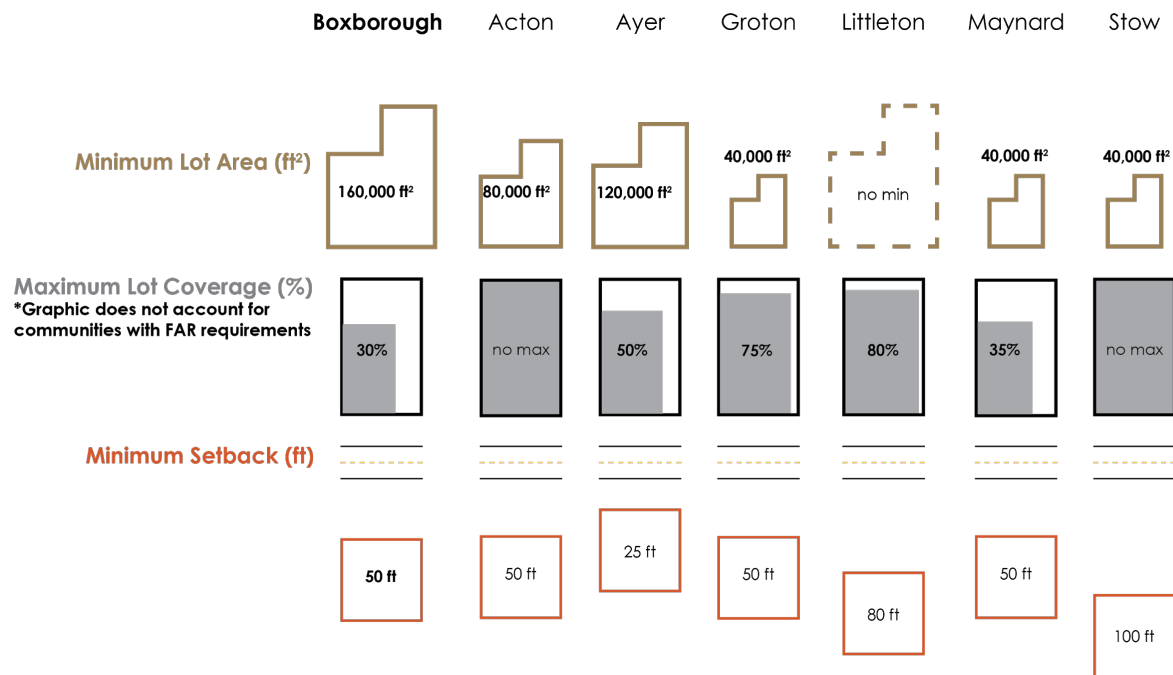 Boxborough Acton Ayer Groton Littleton Maynard Stow
Minimum Lot Area (ft²)
160,000 ft²
80,000 ft²
120,000 ft²
40,000 ft²
no min
40,000 ft²
40,000 ft²
Maximum Lot Coverage (%)
*Graphic does not account for
communities with FAR requirements
30%
no max
50%
75%
80%
35%
no max
Minimum Setback (ft)
50 ft
50 ft
25 ft
50 ft
80 ft
50 ft
100 ft